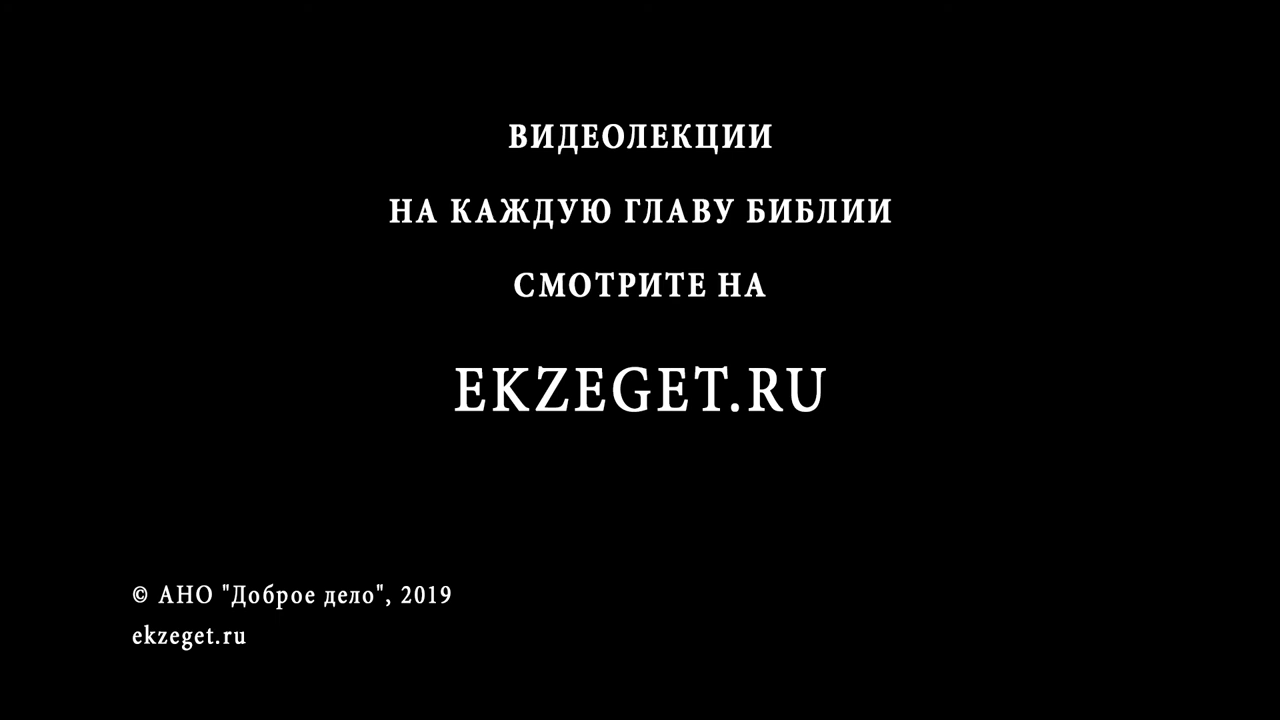 ВИДЕОЛЕКЦИИ
НА КАЖДУЮ ГЛАВУ БИБЛИИ
СМОТРИТЕ НА
EKZEGET.RU
© АНО "Доброе дело", 2019
ekzeget.ru